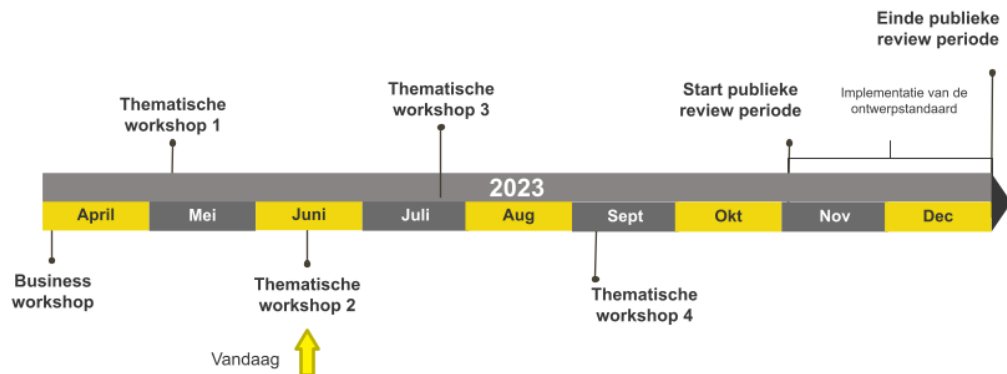 Einde publieke
review periode
Thematische
workshop 1
Thematische
workshop 3
Start publieke
review periode
Implementatie van de
ontwerpstandaard
2023
April Mei Juni Juli Aug Sept Okt Nov Dec
Business
workshop
Thematische
workshop 2
Thematische
workshop 4
Vandaag